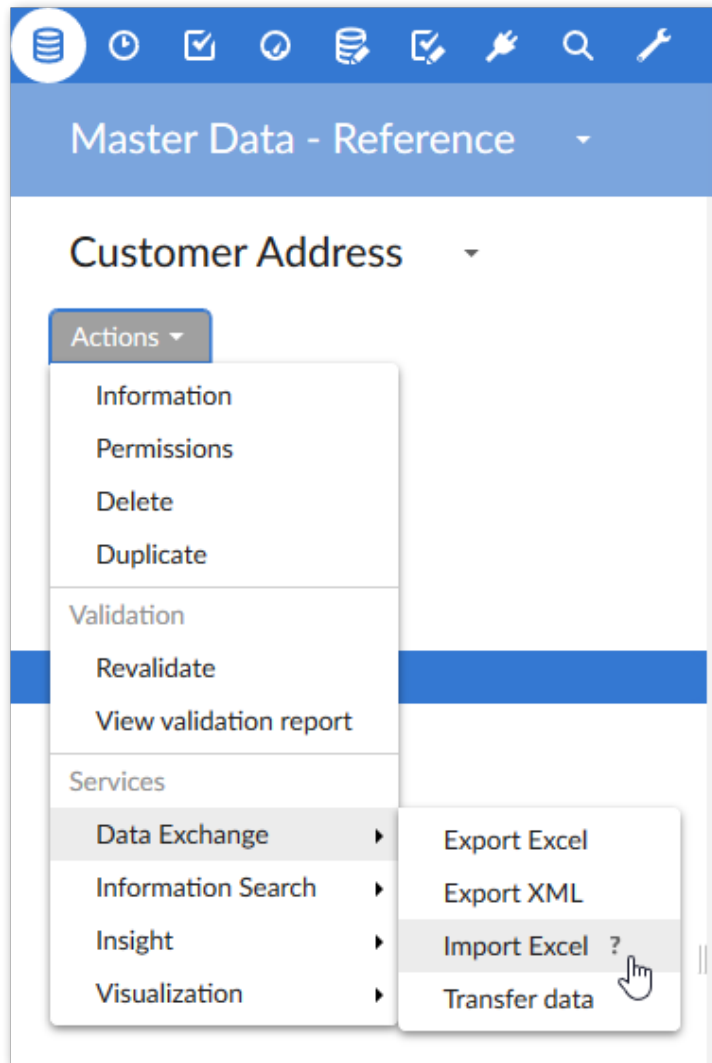 Master Data - Reference
Customer Address
Actions
Information
Permissions
Delete
Duplicate
Validation
Revalidate
View validation report
Services
Data Exchange
Information Search
Insight
Visualization
Export Excel
Export XML
Import Excel ?
Transfer data